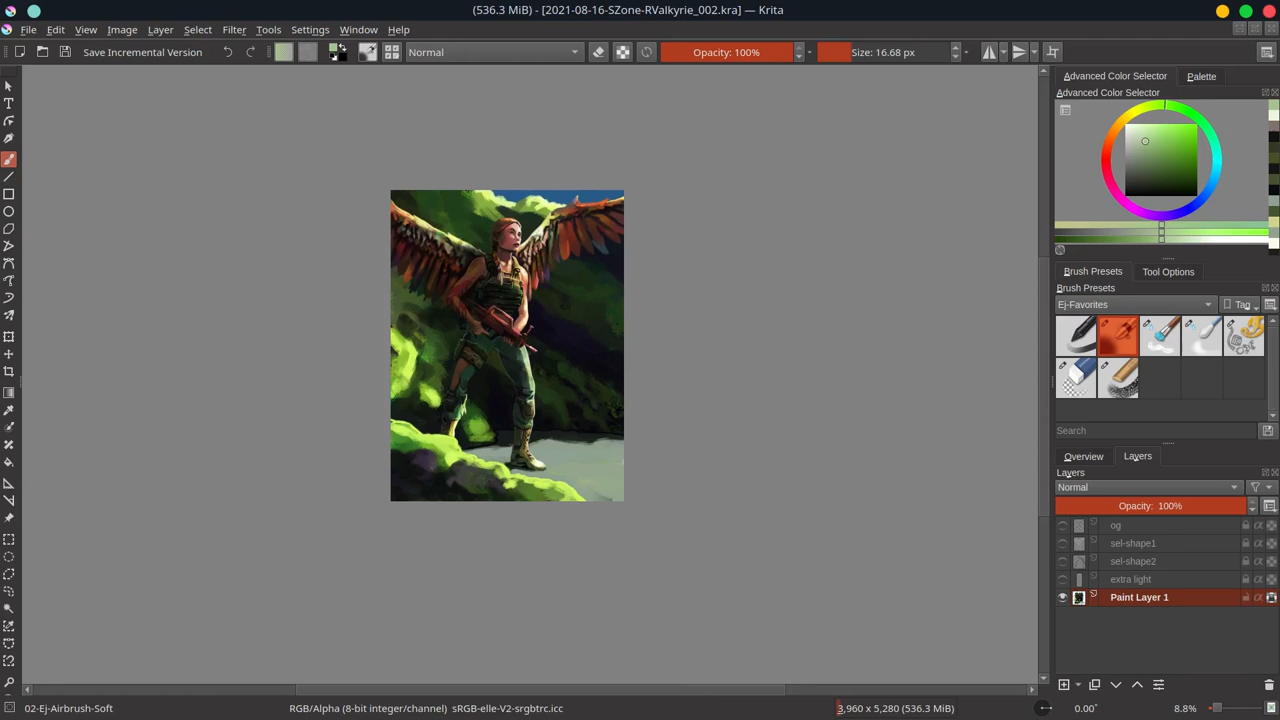 (536.3 MiB) - [2021-08-16-SZone-RValkyrie_002.kra] — Krita
File Edit View Image Layer Select Filter Tools Settings Window Help
Save Incremental Version Normal Opacity: 100% Size: 16.68 px
Advanced Color Selector Palette
Advanced Color Selector
Brush Presets Tool Options
Brush Presets
Ej-Favorites Tag
Search
Overview Layers
Layers
Normal
Opacity: 100%
og
sel-shape1
sel-shape2
extra light
Paint Layer 1
02-Ej-Airbrush-Soft RGB/Alpha (8-bit integer/channel) sRGB-elle-V2-srgbtrc.icc 3,960 x 5,280 (536.3 MiB) 0.00° 8.8%